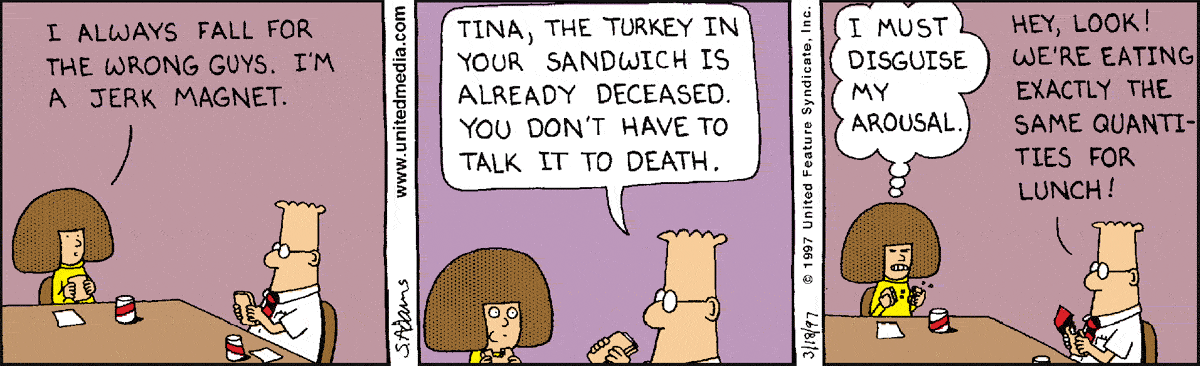 I ALWAYS FALL FOR
THE WRONG GUYS. I'M
A JERK MAGNET.
www.unitedmedia.com
S.Adams
TINA, THE TURKEY IN
YOUR SANDWICH IS
ALREADY DECEASED.
YOU DON'T HAVE TO
TALK IT TO DEATH.
3/18/97 © 1997 United Feature Syndicate, Inc.
I MUST
DISGUISE
MY
AROUSAL.
HEY, LOOK!
WE'RE EATING
EXACTLY THE
SAME QUANTI-
TIES FOR
LUNCH!